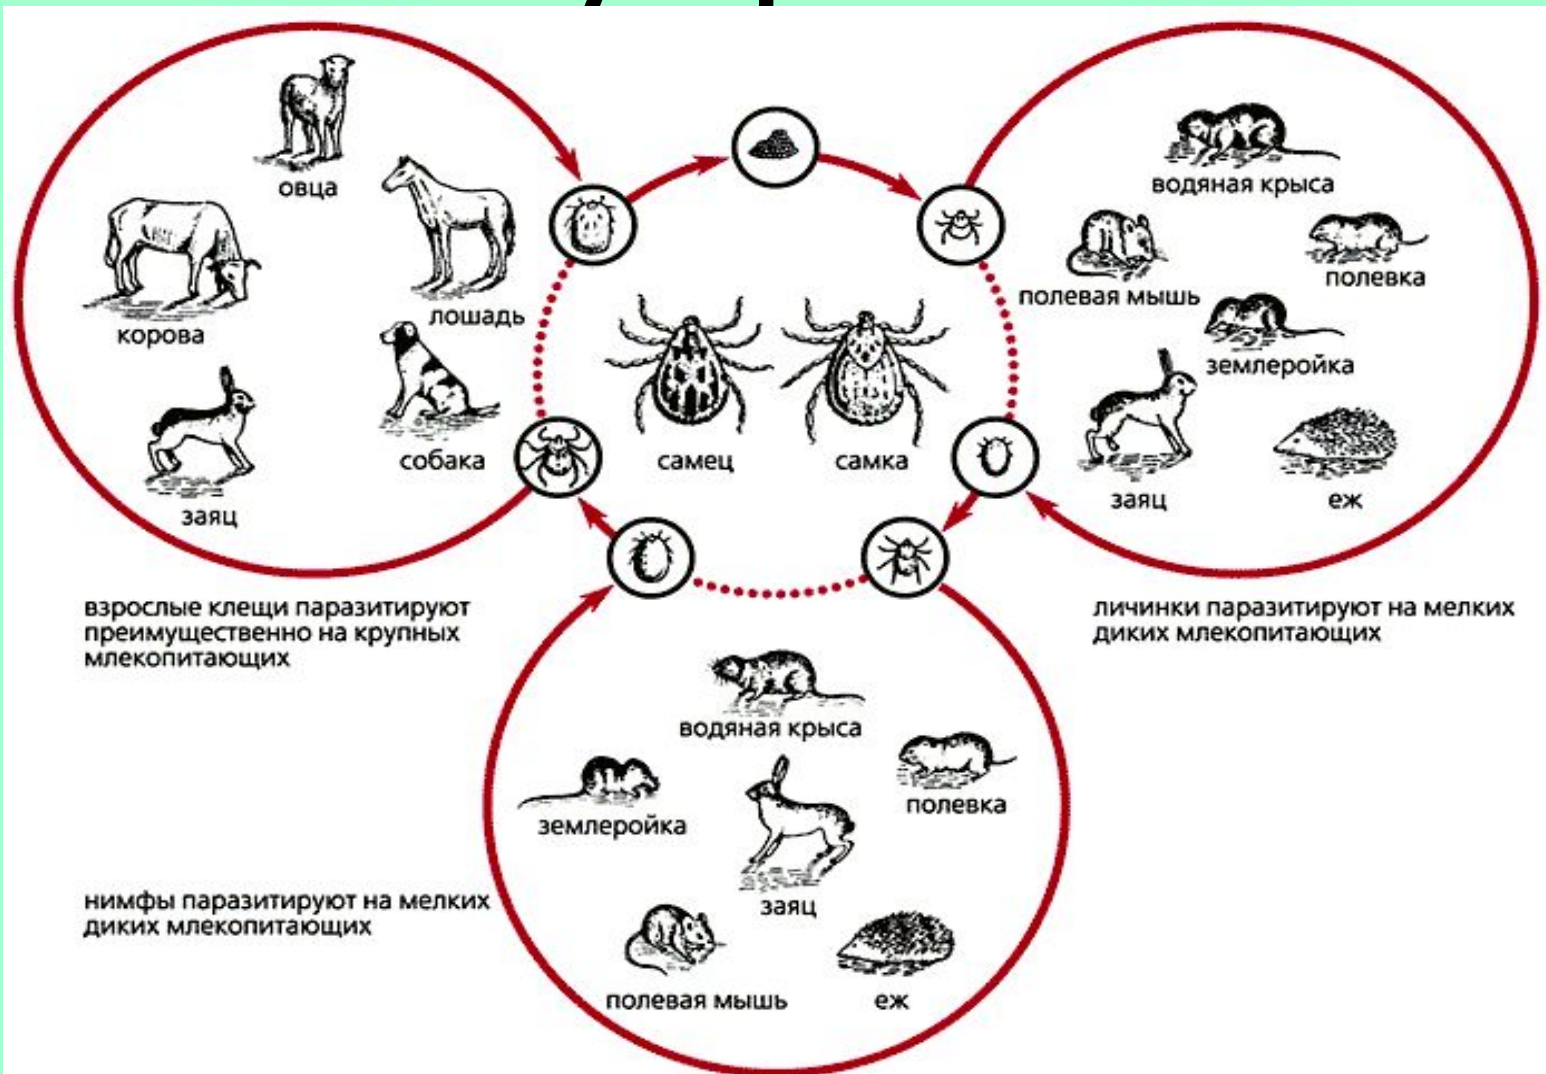 овца
лошадь
корова
собака
заяц
взрослые клещи паразитируют
преимущественно на крупных
млекопитающих
самец
самка
водяная крыса
полевая мышь
полевка
землеройка
заяц
еж
личинки паразитируют на мелких
диких млекопитающих
водяная крыса
землеройка
полевка
заяц
полевая мышь
еж
нимфы паразитируют на мелких
диких млекопитающих